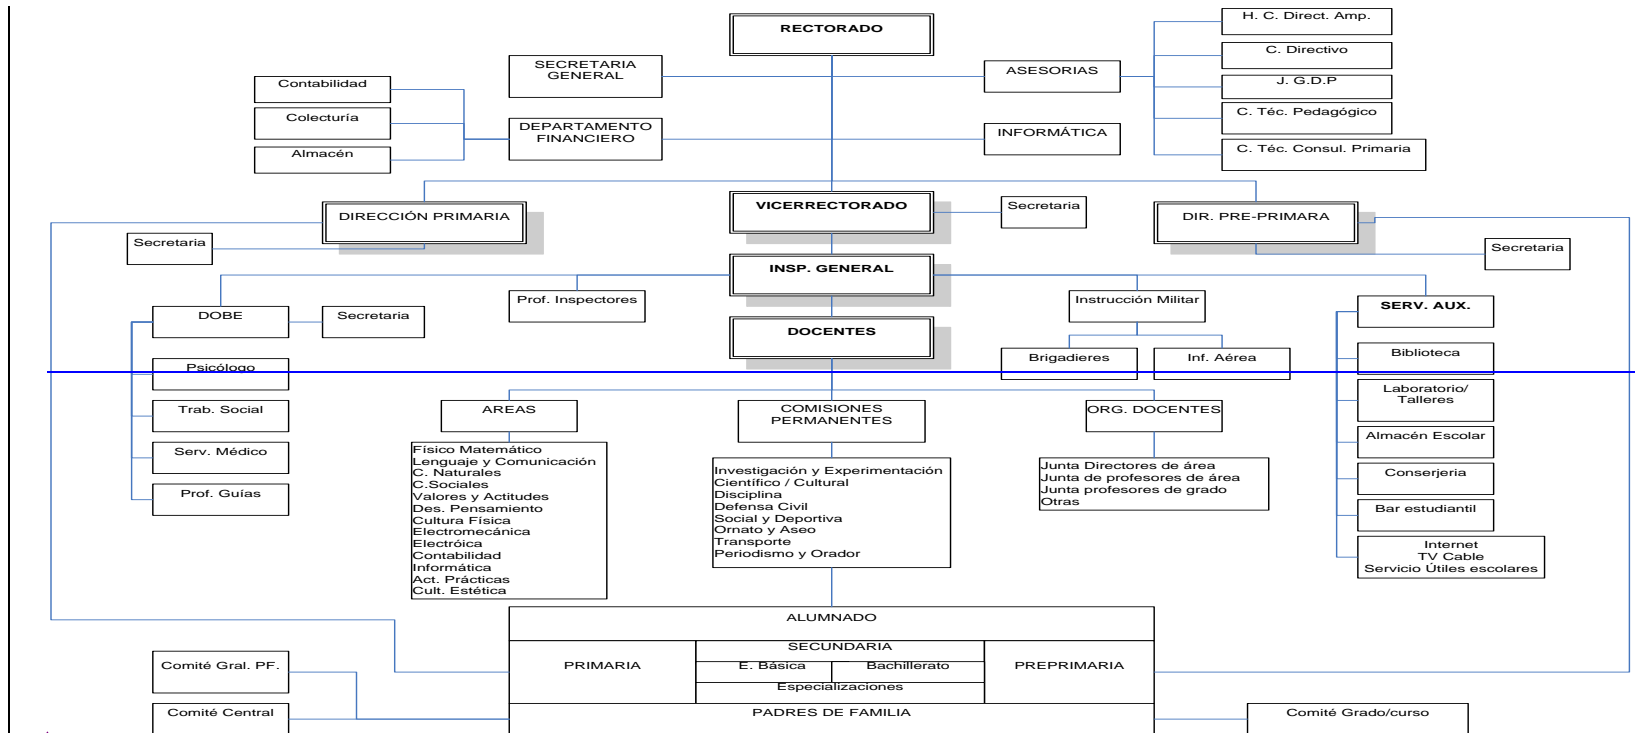 RECTORADO
H. C. Direct. Amp.
C. Directivo
J. G.D.P
C. Téc. Pedagógico
C. Téc. Consul. Primaria
SECRETARIA
GENERAL
ASESORIAS
Contabilidad
Colecturía
Almacén
DEPARTAMENTO
FINANCIERO
INFORMÁTICA
DIRECCIÓN PRIMARIA
VICERRECTORADO
Secretaria
DIR. PRE-PRIMARA
Secretaria
Secretaria
INSP. GENERAL
DOBE
Secretaria
Prof. Inspectores
Instrucción Militar
SERV. AUX.
DOCENTES
Brigadieres
Inf. Aérea
Psicólogo
Trab. Social
Serv. Médico
Prof. Guías
Biblioteca
Laboratorio/
Talleres
Almacén Escolar
Conserjeria
Bar estudiantil
Internet
TV Cable
Servicio Útiles escolares
AREAS
Físico Matemático
Lenguaje y Comunicación
C. Naturales
C.Sociales
Valores y Actitudes
Des. Pensamiento
Cultura Física
Electromecánica
Electróica
Contabilidad
Informática
Act. Prácticas
Cult. Estética
COMISIONES
PERMANENTES
Investigación y Experimentación
Científico / Cultural
Disciplina
Defensa Civil
Social y Deportiva
Ornato y Aseo
Transporte
Periodismo y Orador
ORG. DOCENTES
Junta Directores de área
Junta de profesores de área
Junta profesores de grado
Otras
ALUMNADO
PRIMARIA
SECUNDARIA
E. Básica
Bachillerato
Especializaciones
PREPRIMARIA
PADRES DE FAMILIA
Comité Gral. PF.
Comité Central
Comité Grado/curso